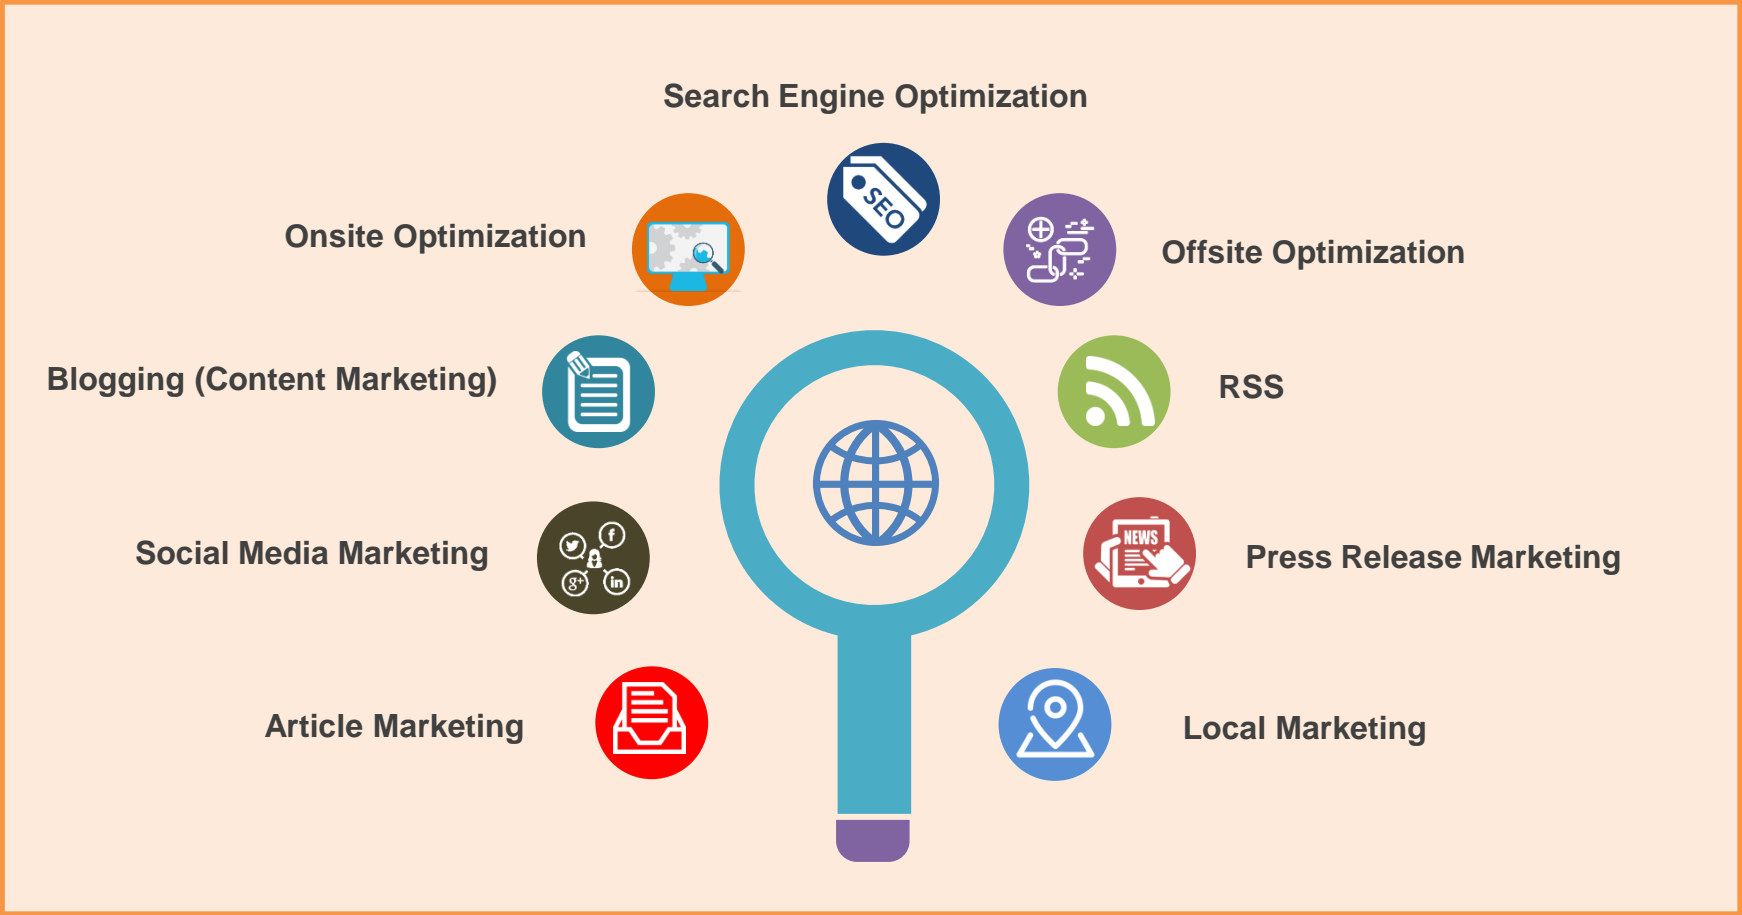 Search Engine Optimization
SEO
Onsite Optimization
Offsite Optimization
Blogging (Content Marketing)
RSS
Social Media Marketing
f
g+
in
NEWS
Press Release Marketing
Article Marketing
Local Marketing